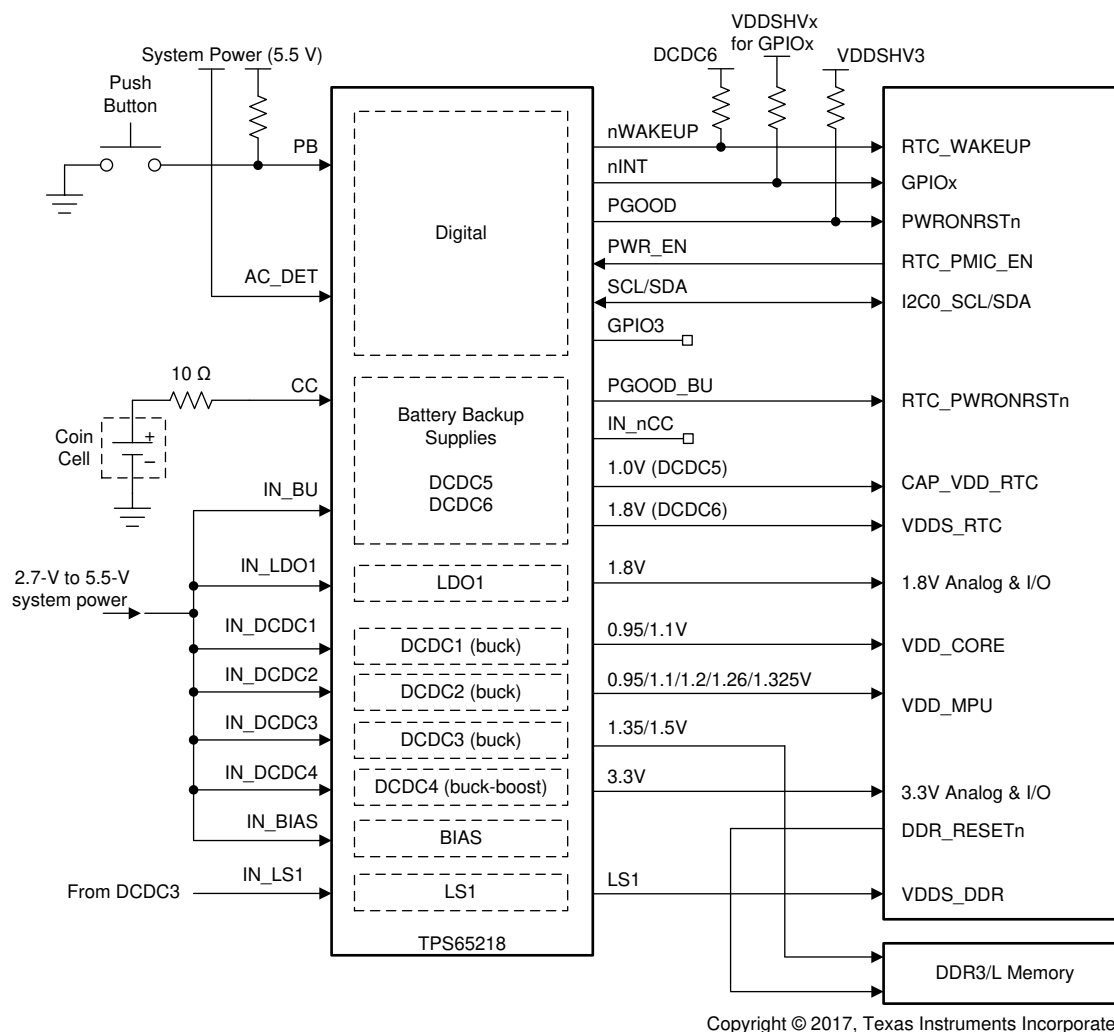 System Power (5.5 V)
Push
Button
PB
AC_DET
10 Ω
CC
Coin
Cell
+
–
IN_BU
2.7-V to 5.5-V
system power
IN_LDO1
IN_DCDC1
IN_DCDC2
IN_DCDC3
IN_DCDC4
IN_BIAS
From DCDC3
IN_LS1
Digital
Battery Backup
Supplies
DCDC5
DCDC6
LDO1
DCDC1 (buck)
DCDC2 (buck)
DCDC3 (buck)
DCDC4 (buck-boost)
BIAS
LS1
TPS65218
DCDC6
VDDSHVx
for GPIOx
VDDSHV3
nWAKEUP
nINT
PGOOD
PWR_EN
SCL/SDA
GPIO3
PGOOD_BU
IN_nCC
1.0V (DCDC5)
1.8V (DCDC6)
1.8V
0.95/1.1V
0.95/1.1/1.2/1.26/1.325V
1.35/1.5V
3.3V
LS1
RTC_WAKEUP
GPIOx
PWRONRSTn
RTC_PMIC_EN
I2C0_SCL/SDA
RTC_PWRONRSTn
CAP_VDD_RTC
VDDS_RTC
1.8V Analog & I/O
VDD_CORE
VDD_MPU
3.3V Analog & I/O
DDR_RESETn
VDDS_DDR
DDR3/L Memory
Copyright © 2017, Texas Instruments Incorporate